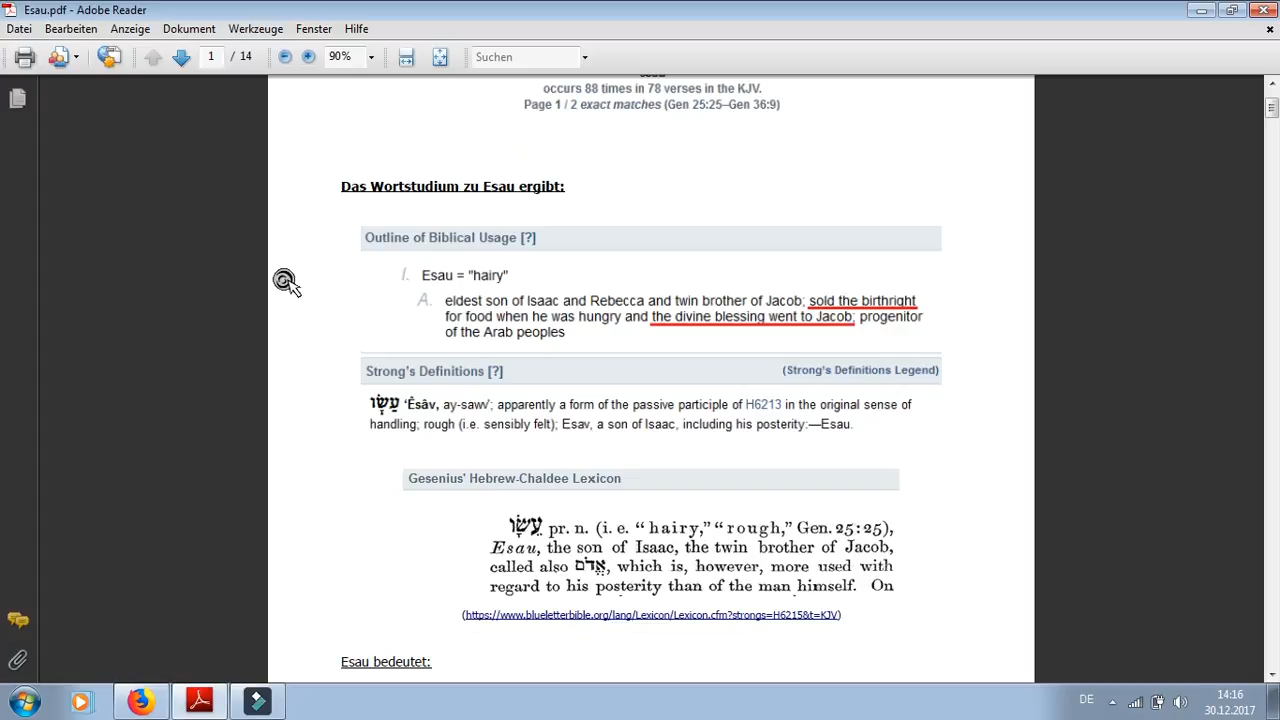 Esau.pdf - Adobe Reader
Datei Bearbeiten Anzeige Dokument Werkzeuge Fenster Hilfe
1 / 14 90% Suchen
occurs 88 times in 78 verses in the KJV.
Page 1 / 2 exact matches (Gen 25:25–Gen 36:9)
Das Wortstudium zu Esau ergibt:
Outline of Biblical Usage [?]
I. Esau = "hairy"
A. eldest son of Isaac and Rebecca and twin brother of Jacob; sold the birthright
for food when he was hungry and the divine blessing went to Jacob; progenitor
of the Arab peoples
Strong's Definitions [?] (Strong's Definitions Legend)
עֵשָׂו ʻÊsâv, ay-sawv'; apparently a form of the passive participle of H6213 in the original sense of
handling; rough (i.e. sensibly felt); Esav, a son of Isaac, including his posterity:—Esau.
Gesenius' Hebrew-Chaldee Lexicon
עֵשָׂו pr. n. (i. e. "hairy," "rough," Gen. 25:25),
Esau, the son of Isaac, the twin brother of Jacob,
called also אֱדֹם, which is, however, more used with
regard to his posterity than of the man himself. On
(https://www.blueletterbible.org/lang/Lexicon/Lexicon.cfm?strongs=H6215&t=KJV)
Esau bedeutet:
DE
14:16
30.12.2017